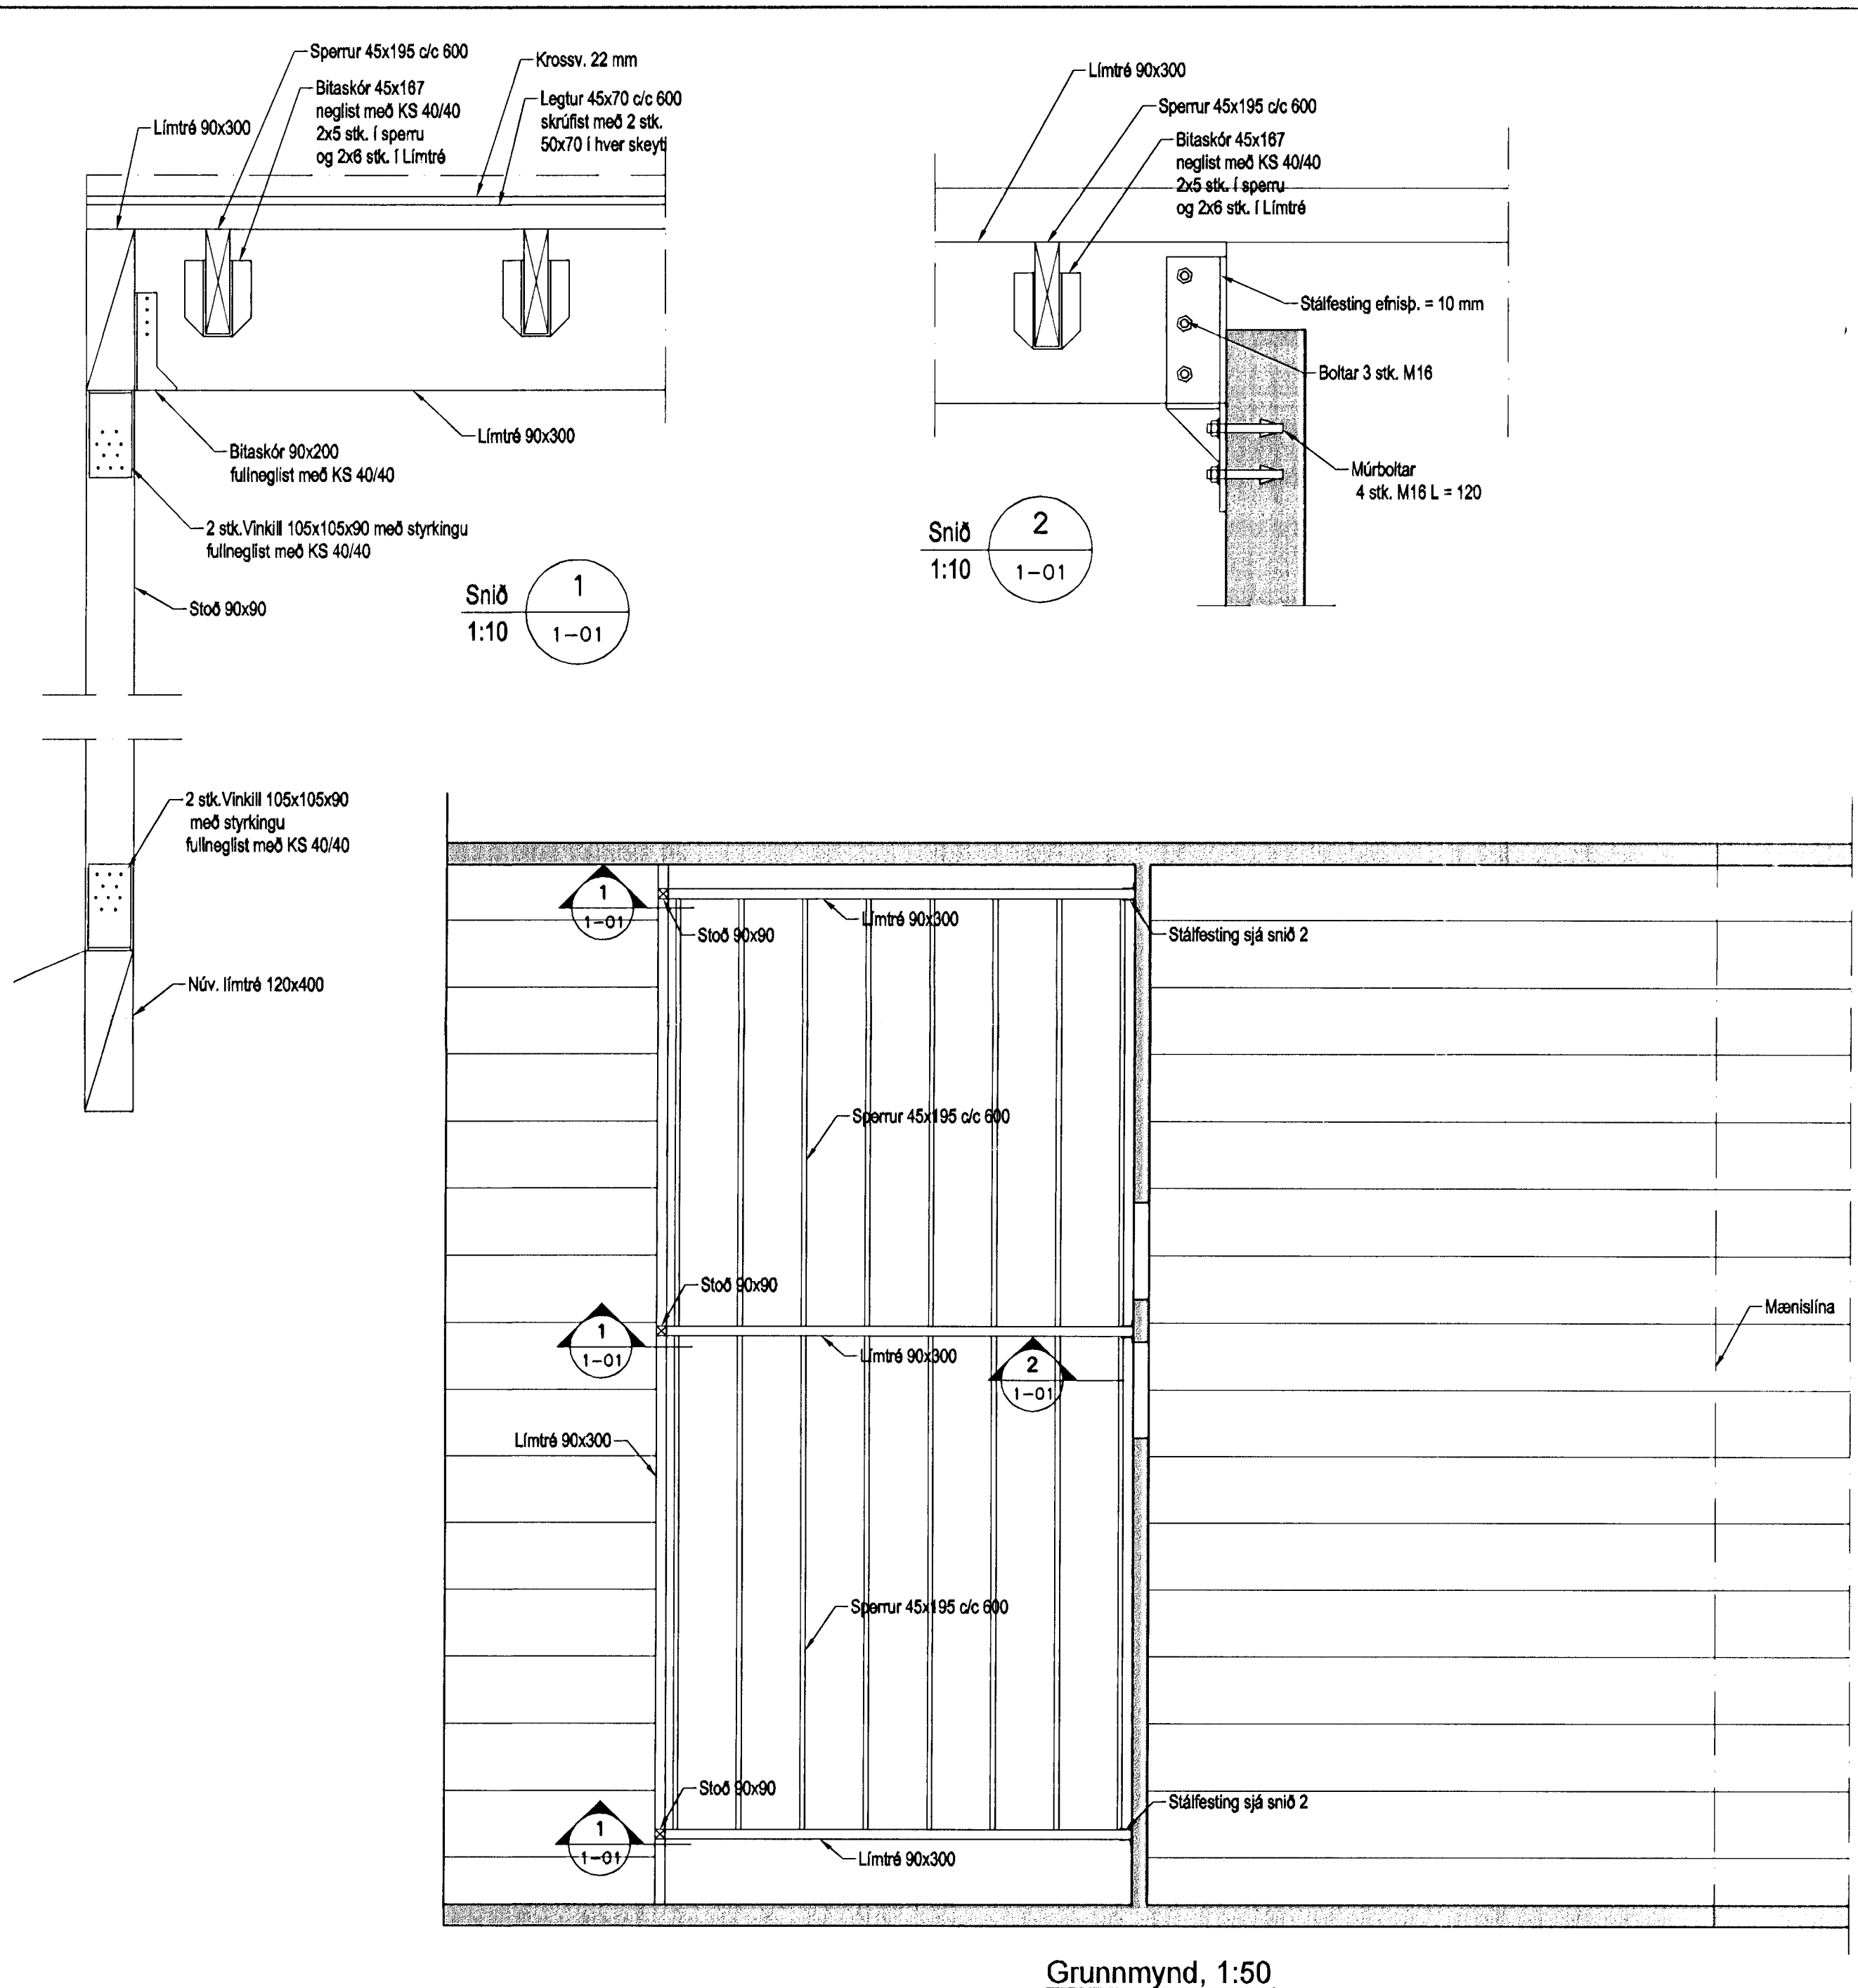 Sperrur 45x195 c/c 600
Bitaskór 45x167
neglist með KS 40/40
2x5 stk. í sperru
og 2x6 stk. í Límtré
Límtré 90x300
Krossv. 22 mm
Legtur 45x70 c/c 600
skrúfist með 2 stk.
50x70 í hver skeyti
Límtré 90x300
Bitaskór 90x200
fullneglist með KS 40/40
2 stk.Vinkill 105x105x90 með styrkingu
fullneglist með KS 40/40
Stoð 90x90
Snið
1:10
1
1-01
2 stk.Vinkill 105x105x90
með styrkingu
fullneglist með KS 40/40
Núv. límtré 120x400
Límtré 90x300
Sperrur 45x195 c/c 600
Bitaskór 45x167
neglist með KS 40/40
2x5 stk. í sperru
og 2x6 stk. í Límtré
Stálfesting efnisþ. = 10 mm
Boltar 3 stk. M16
Múrboltar
4 stk. M16 L = 120
Snið
1:10
2
1-01
1
1-01
Stoð 90x90
Límtré 90x300
Stálfesting sjá snið 2
Sperrur 45x195 c/c 600
Stoð 90x90
1
1-01
Límtré 90x300
2
1-01
Mænislína
Límtré 90x300
Sperrur 45x195 c/c 600
Stoð 90x90
1
1-01
Límtré 90x300
Stálfesting sjá snið 2
Grunnmynd, 1:50